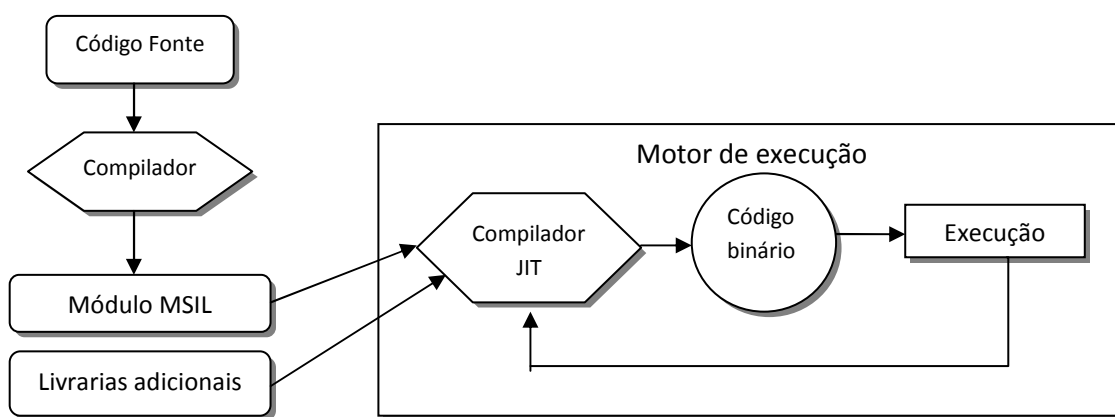 Código Fonte
Compilador
Módulo MSIL
Livrarias adicionais
Motor de execução
Compilador
JIT
Código
binário
Execução